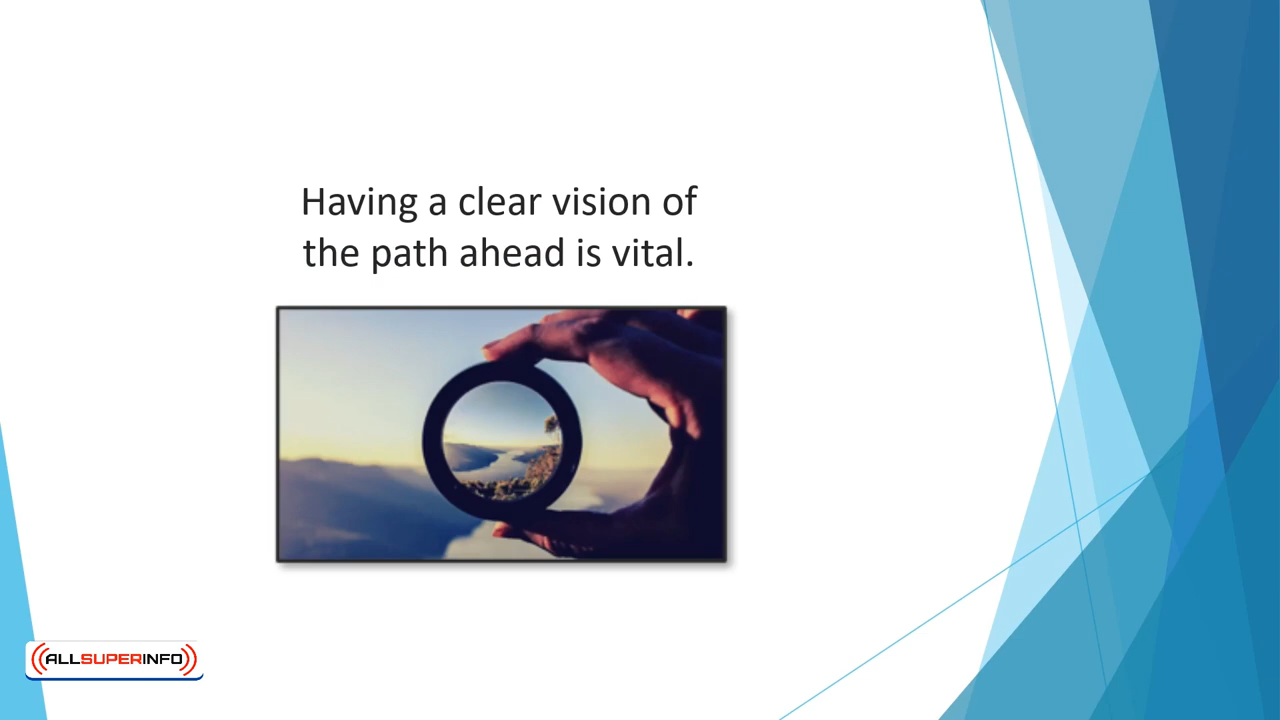 Having a clear vision of
the path ahead is vital.
ALLSUPERINFO